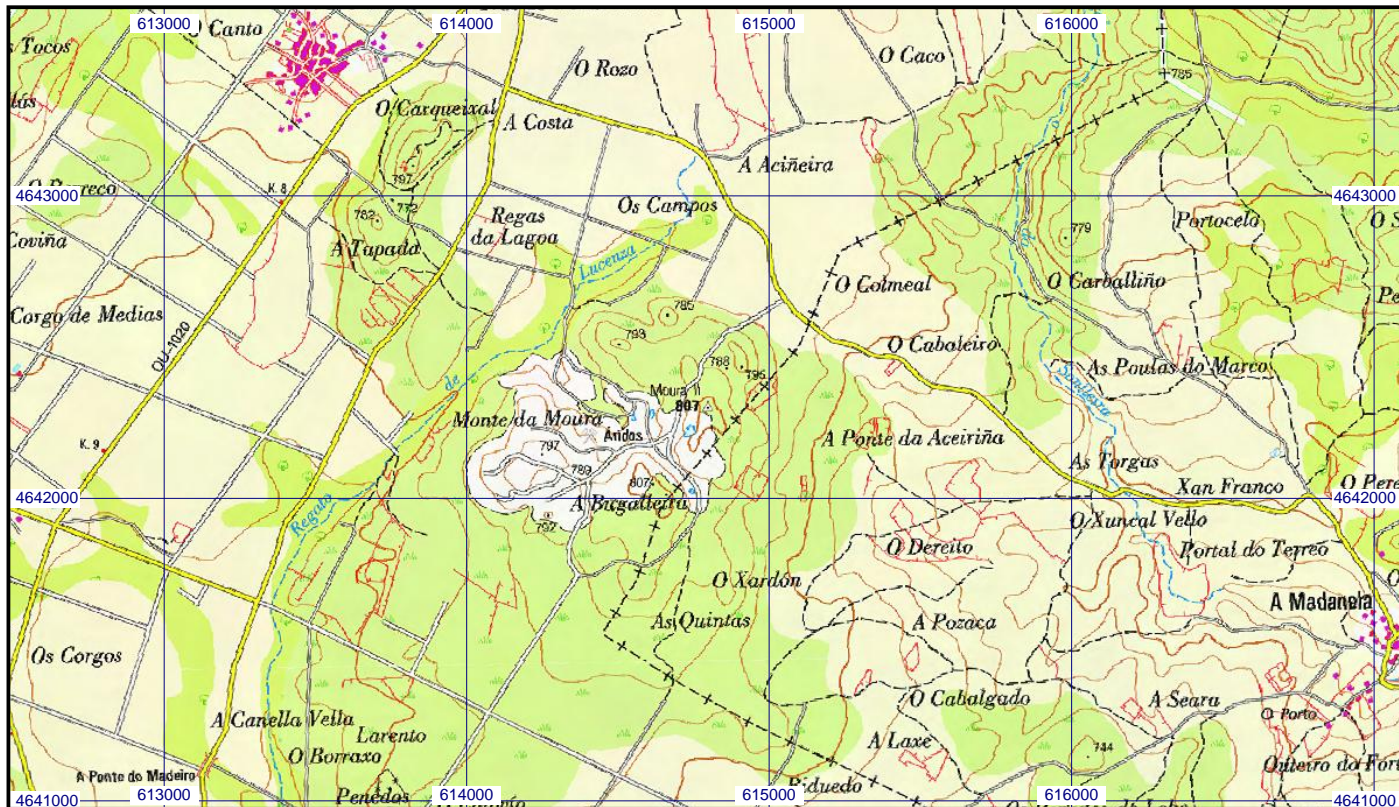 613000
614000
615000
616000
O Canto
Tocos
O Rozo
O Caco
785
O Carqueixal
A Costa
A Aciñeira
797
4643000
4643000
K. 8
782
772
Os Campos
Regas
da Lagoa
Portocelo
Coviña
A Tapada
779
Lucenza
O Colmeal
O Carballiño
Corgo de Medias
785
OU-1020
793
O Cabaleiro
788
795
As Poulas do Marco
de
Moura II
807
Monte da Moura
Áridos
A Ponte da Aceiriña
K. 9
797
As Torgas
789
807
Xan Franco
4642000
4642000
A Bugalleira
Regato
792
O Xuncal Vello
O Dereito
Portal do Terreo
O Xardón
A Madanela
As Quintas
A Pozaca
Os Corgos
O Cabalgado
A Seara
A Canella Vella
O Porto
Larento
A Laxe
744
O Borraxo
A Ponte do Madeiro
Penedos
4641000
4641000
613000
614000
615000
616000